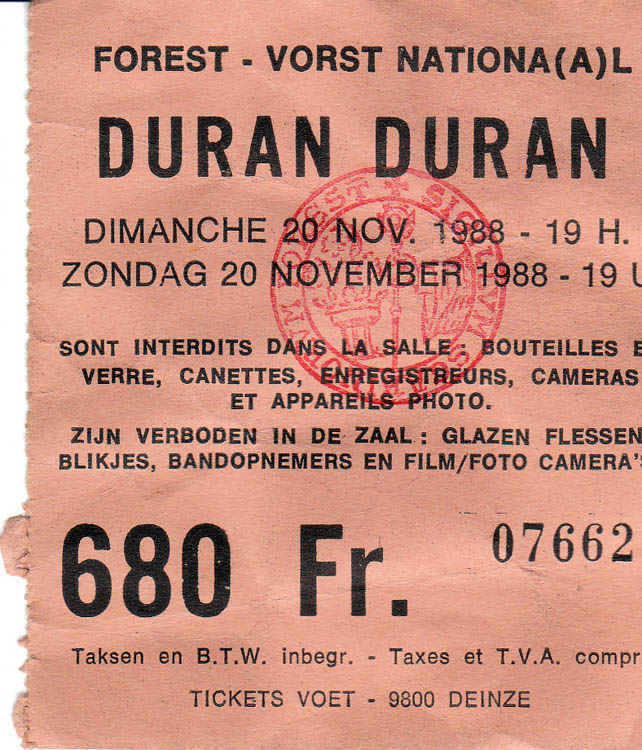 FOREST - VORST NATIONA(A)L
DURAN DURAN
DIMANCHE 20 NOV. 1988 - 19 H.
ZONDAG 20 NOVEMBER 1988 - 19 U
SONT INTERDITS DANS LA SALLE : BOUTEILLES E
VERRE, CANETTES, ENREGISTREURS, CAMERAS
ET APPAREILS PHOTO.
ZIJN VERBODEN IN DE ZAAL : GLAZEN FLESSEN
BLIKJES, BANDOPNEMERS EN FILM/FOTO CAMERA'S
680 Fr.
07662
Taksen en B.T.W. inbegr. - Taxes et T.V.A. compr
TICKETS VOET - 9800 DEINZE